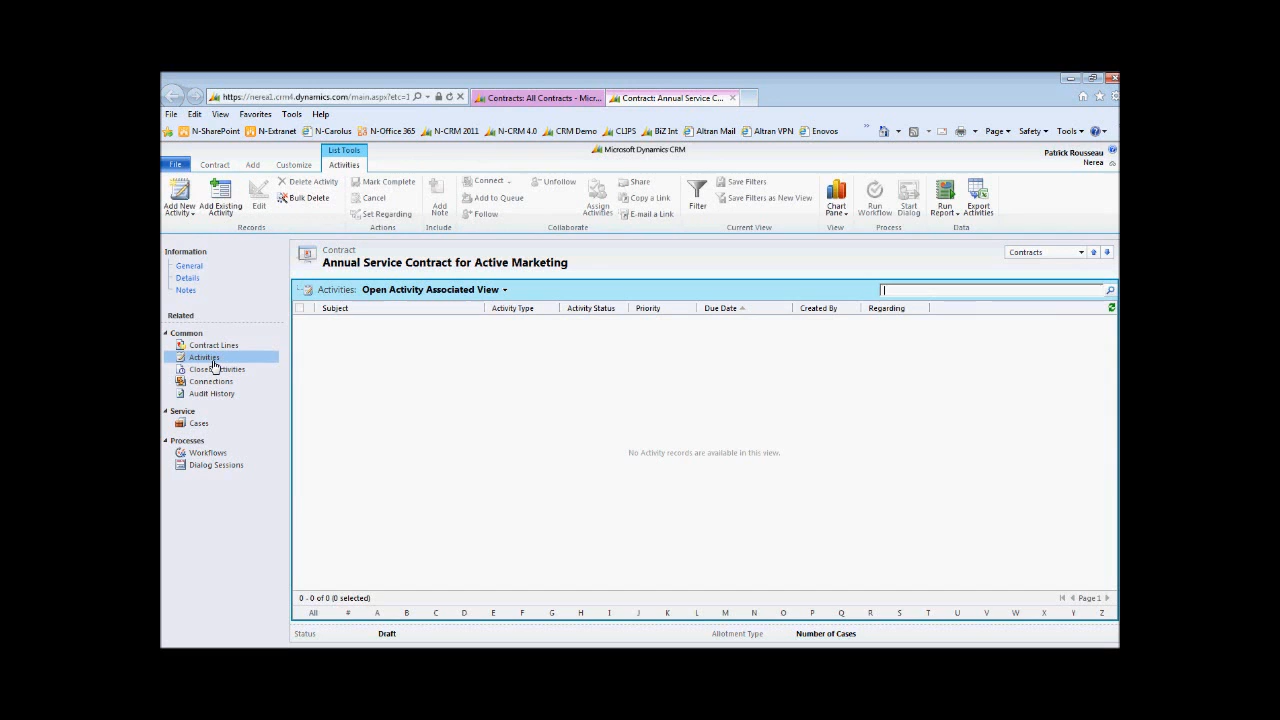 https://nerea1.crm4.dynamics.com/main.aspx?etc=1
Contracts: All Contracts - Micr...
Contract: Annual Service C...
File Edit View Favorites Tools Help
N-SharePoint N-Extranet N-Carolus N-Office 365 N-CRM 2011 N-CRM 4.0 CRM Demo CLIPS BiZ Int Altran Mail Altran VPN Enovos » Page Safety Tools
Microsoft Dynamics CRM
List Tools
File Contract Add Customize Activities
Patrick Rousseau
Nerea
Add New Activity
Add Existing Activity
Edit
Delete Activity
Bulk Delete
Records
Mark Complete
Cancel
Set Regarding
Actions
Add Note
Include
Connect
Add to Queue
Follow
Unfollow
Assign Activities
Share
Copy a Link
E-mail a Link
Collaborate
Filter
Save Filters
Save Filters as New View
Current View
Chart Pane
View
Run Workflow
Start Dialog
Process
Run Report
Export Activities
Data
Information
General
Details
Notes
Related
Common
Contract Lines
Activities
Activities
Connections
Audit History
Service
Cases
Processes
Workflows
Dialog Sessions
Contract
Annual Service Contract for Active Marketing
Contracts
Activities: Open Activity Associated View
Subject Activity Type Activity Status Priority Due Date Created By Regarding
No Activity records are available in this view.
0 - 0 of 0 (0 selected)
Page 1
All # A B C D E F G H I J K L M N O P Q R S T U V W X Y Z
Status Draft Allotment Type Number of Cases